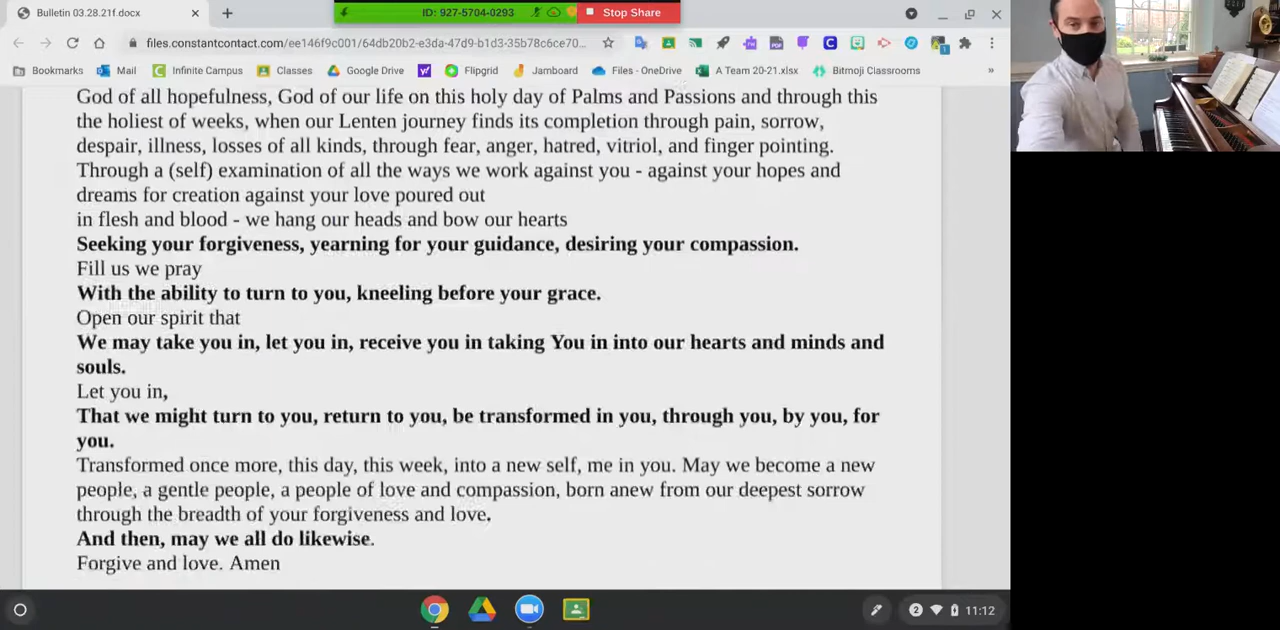 Bulletin 03.28.21f.docx
ID: 927-5704-0293
Stop Share
files.constantcontact.com/ee146f9c001/64db20b2-e3da-47d9-b1d3-35b78c6ce70...
Bookmarks Mail Infinite Campus Classes Google Drive Flipgrid Jamboard Files - OneDrive A Team 20-21.xlsx Bitmoji Classrooms »
God of all hopefulness, God of our life on this holy day of Palms and Passions and through this
the holiest of weeks, when our Lenten journey finds its completion through pain, sorrow,
despair, illness, losses of all kinds, through fear, anger, hatred, vitriol, and finger pointing.
Through a (self) examination of all the ways we work against you - against your hopes and
dreams for creation against your love poured out
in flesh and blood - we hang our heads and bow our hearts
Seeking your forgiveness, yearning for your guidance, desiring your compassion.
Fill us we pray
With the ability to turn to you, kneeling before your grace.
Open our spirit that
We may take you in, let you in, receive you in taking You in into our hearts and minds and
souls.
Let you in,
That we might turn to you, return to you, be transformed in you, through you, by you, for
you.
Transformed once more, this day, this week, into a new self, me in you. May we become a new
people, a gentle people, a people of love and compassion, born anew from our deepest sorrow
through the breadth of your forgiveness and love.
And then, may we all do likewise.
Forgive and love. Amen
2 11:12